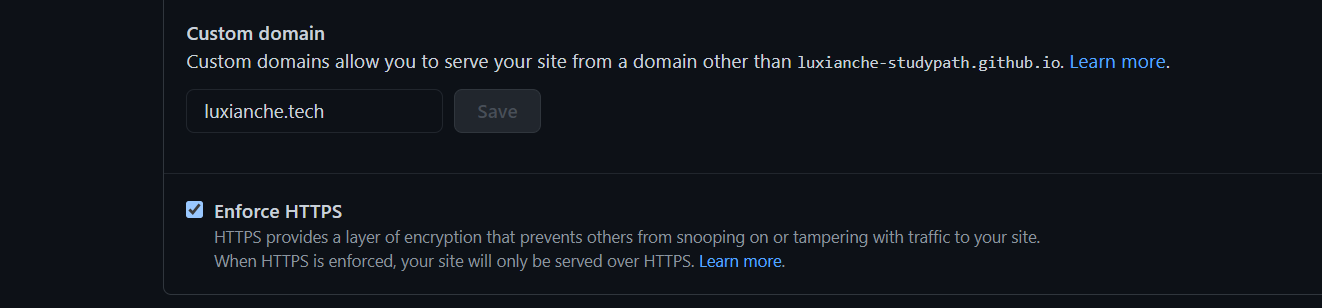 Custom domain
Custom domains allow you to serve your site from a domain other than luxianche-studypath.github.io. Learn more.
luxianche.tech
Save
Enforce HTTPS
HTTPS provides a layer of encryption that prevents others from snooping on or tampering with traffic to your site.
When HTTPS is enforced, your site will only be served over HTTPS. Learn more.